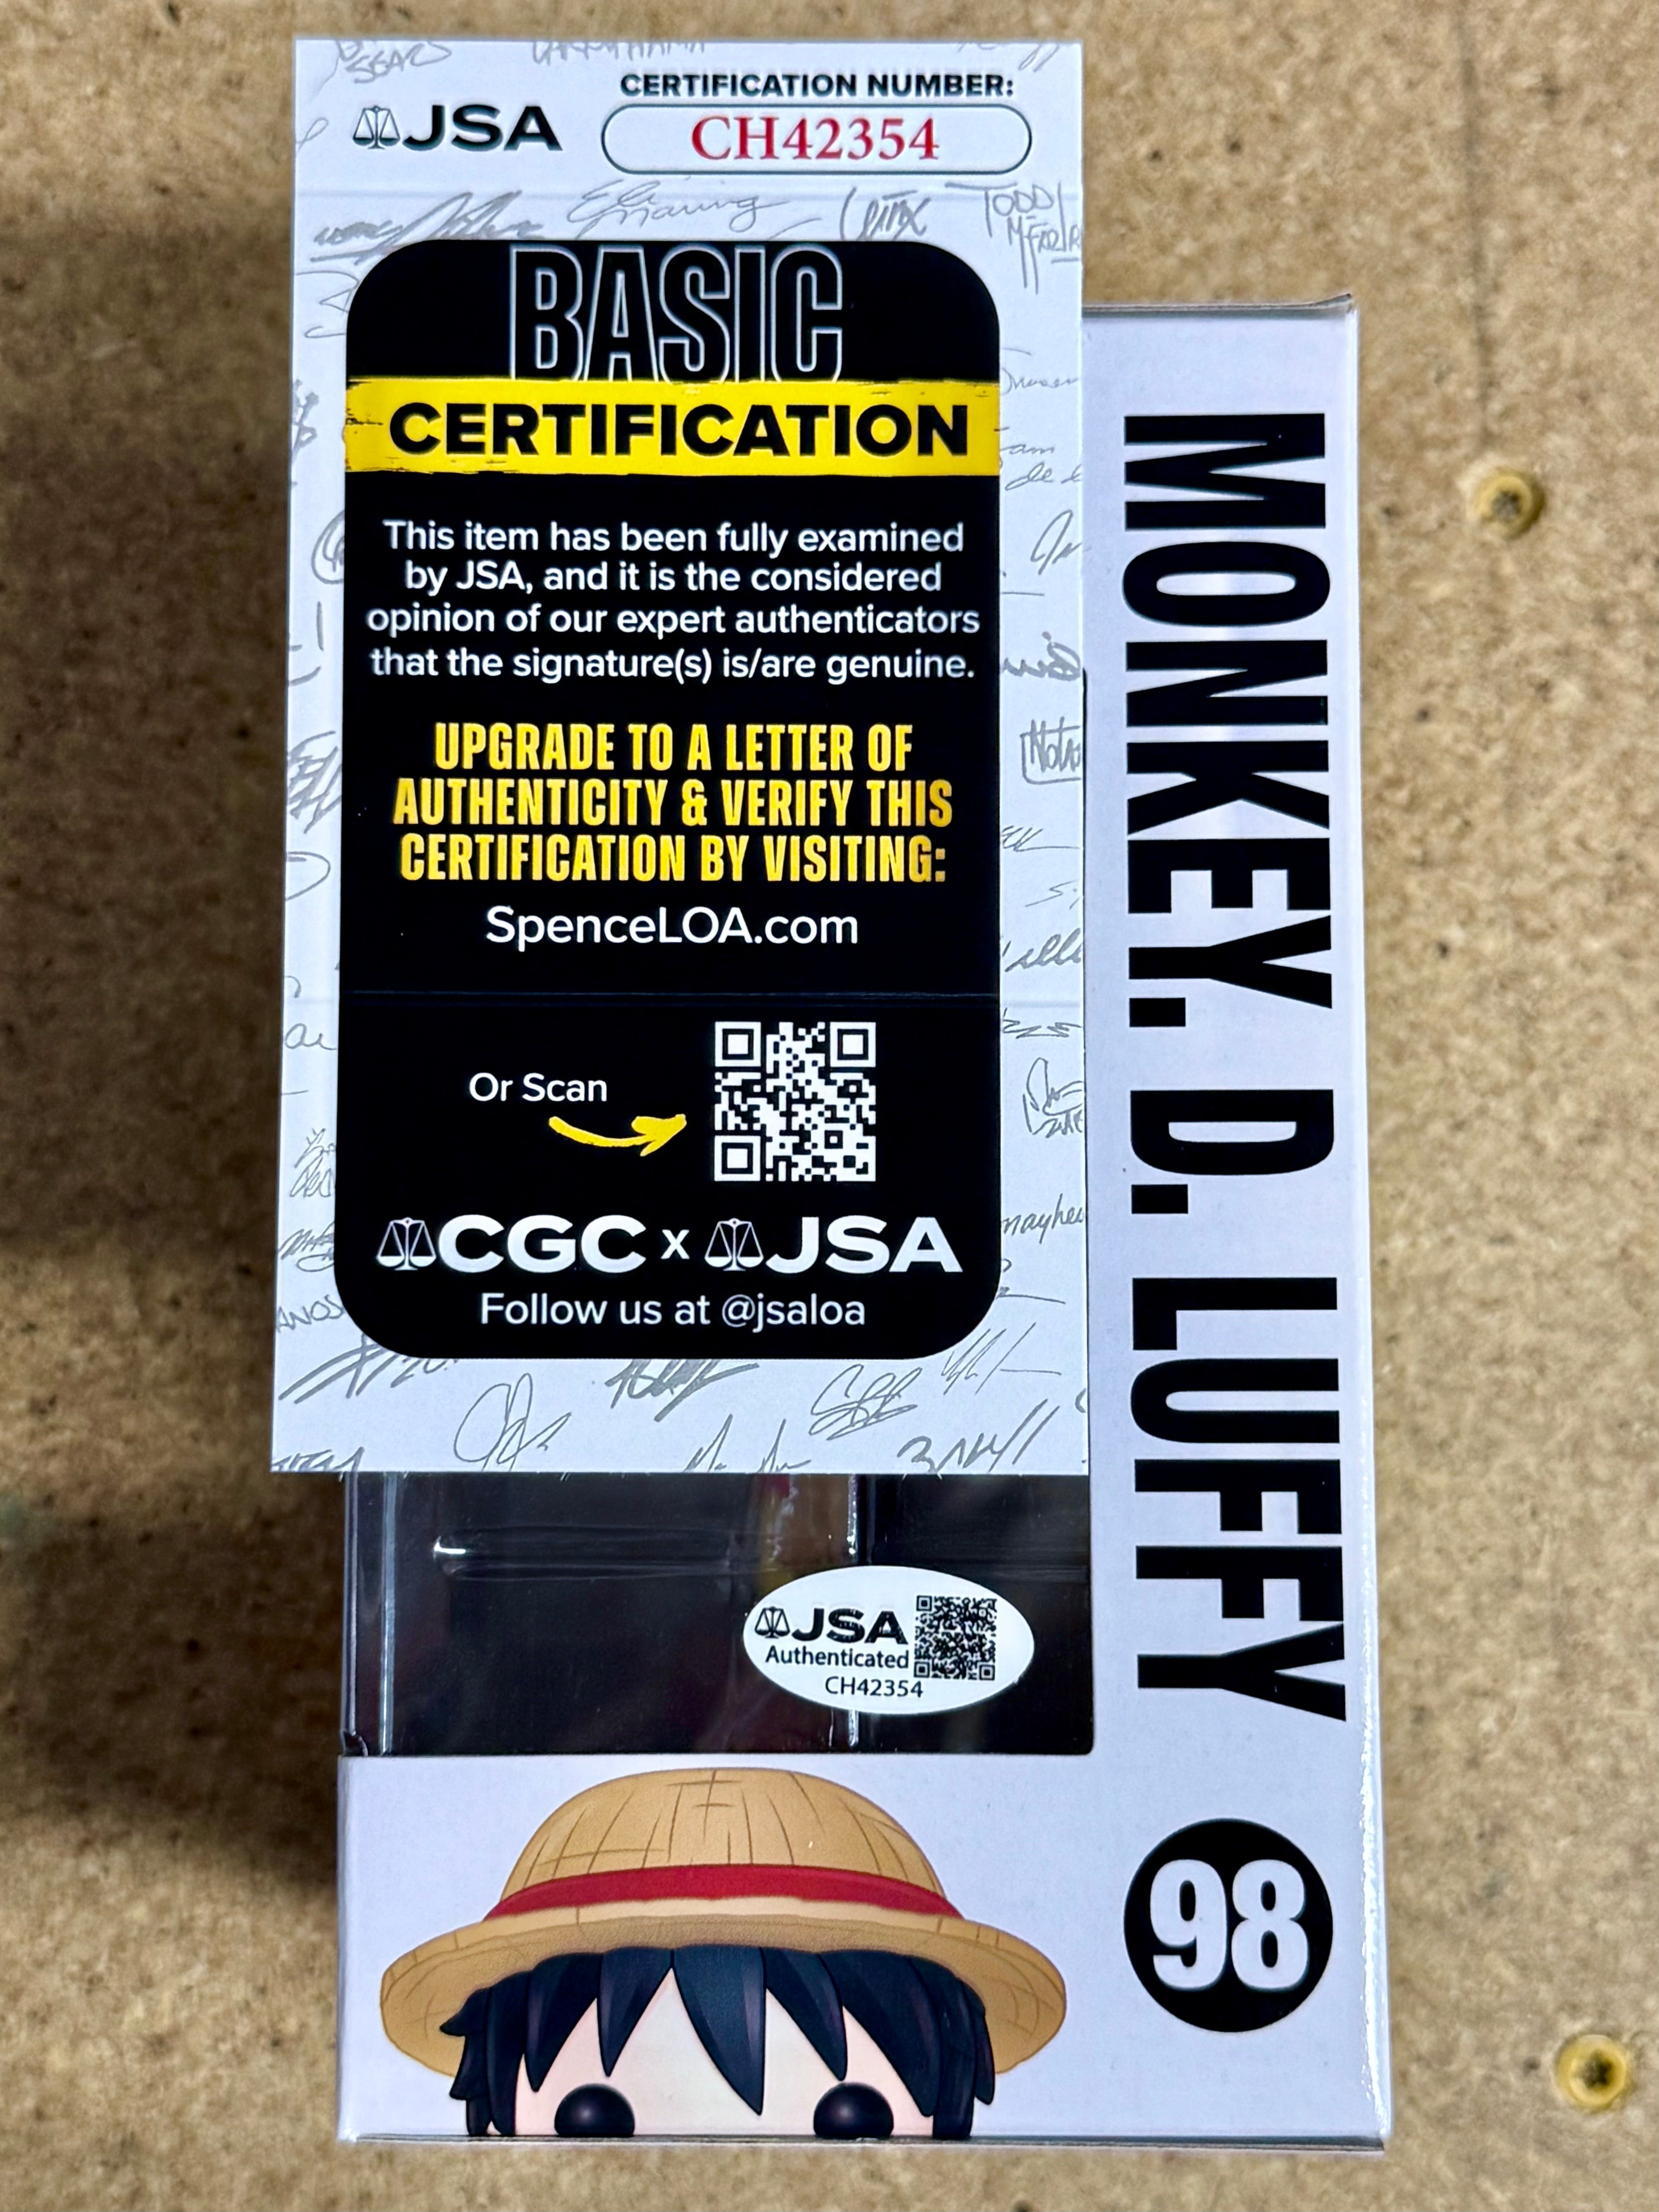 JSA
CERTIFICATION NUMBER:
CH42354
BASIC
CERTIFICATION
This item has been fully examined
by JSA, and it is the considered
opinion of our expert authenticators
that the signature(s) is/are genuine.
UPGRADE TO A LETTER OF
AUTHENTICITY & VERIFY THIS
CERTIFICATION BY VISITING:
SpenceLOA.com
Or Scan
CGC x JSA
Follow us at @jsaloa
MONKEY. D. LUFFY
98
JSA
Authenticated
CH42354